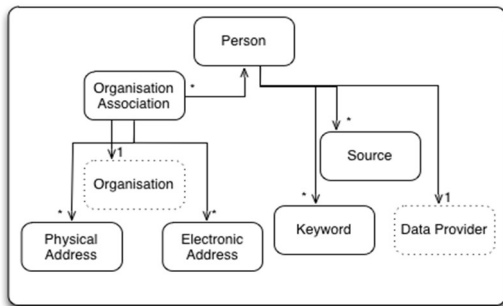 Person
Organisation
Association
*
1
*
Organisation
Source
*
*
*
1
Physical
Address
Electronic
Address
Keyword
Data Provider